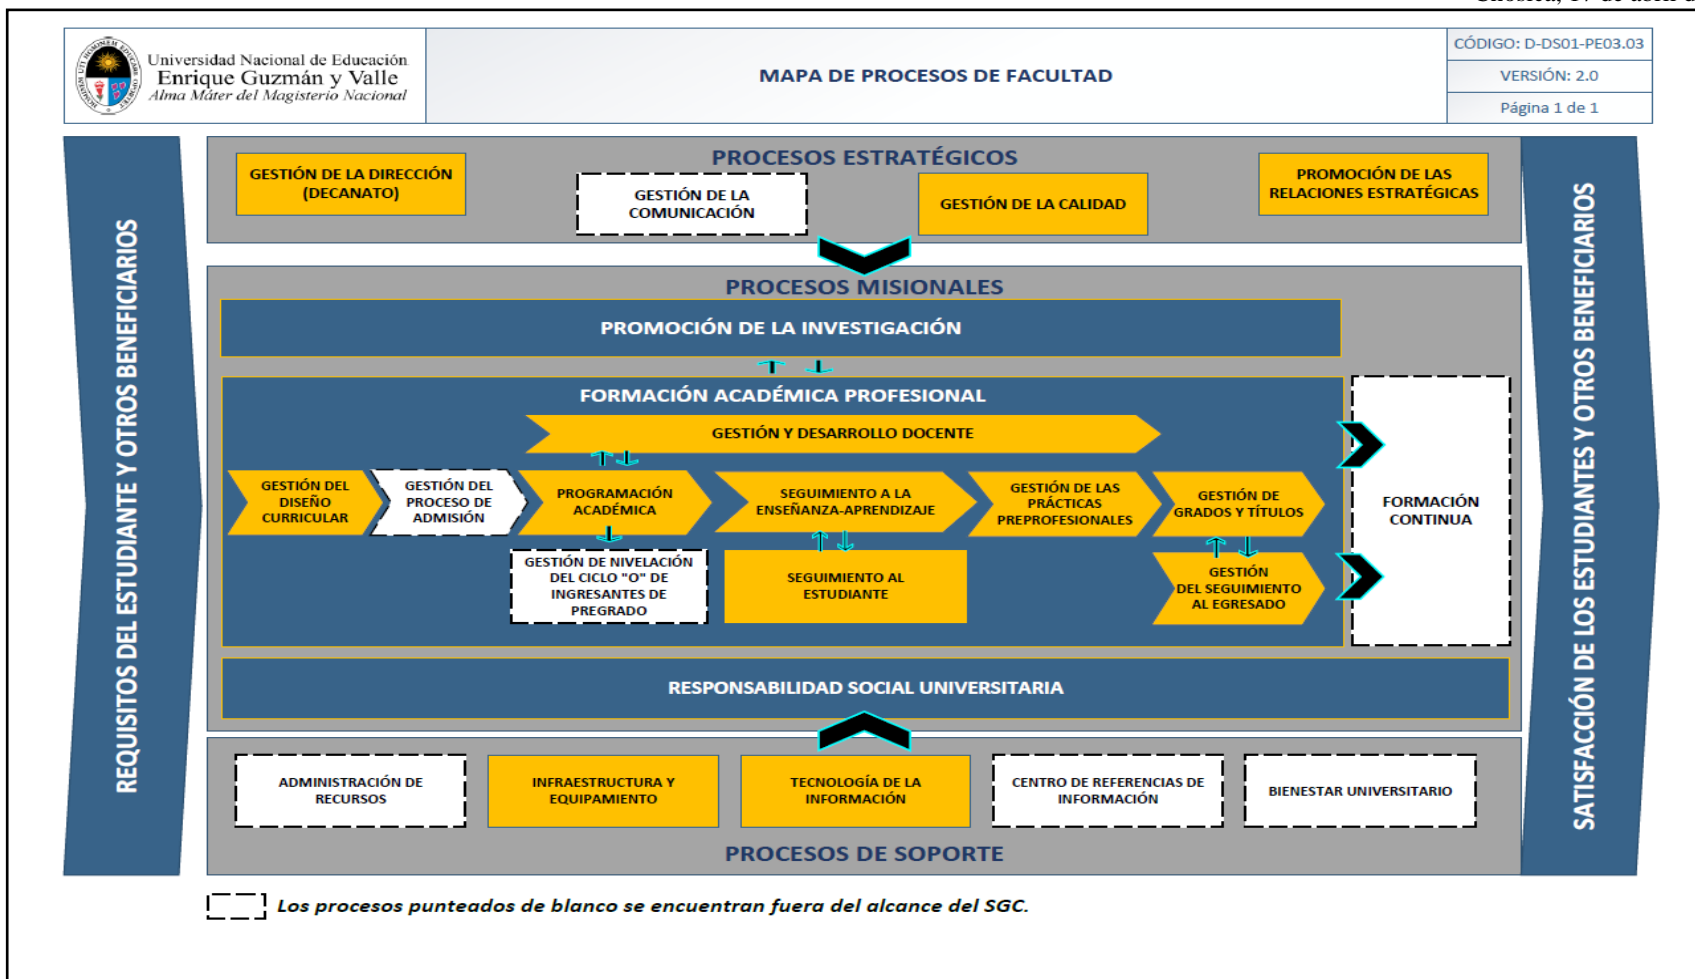 Universidad Nacional de Educación
Enrique Guzmán y Valle
Alma Máter del Magisterio Nacional
MAPA DE PROCESOS DE FACULTAD
CÓDIGO: D-DS01-PE03.03
VERSIÓN: 2.0
Página 1 de 1
REQUISITOS DEL ESTUDIANTE Y OTROS BENEFICIARIOS
PROCESOS ESTRATÉGICOS
GESTIÓN DE LA DIRECCIÓN
(DECANATO)
GESTIÓN DE LA
COMUNICACIÓN
GESTIÓN DE LA CALIDAD
PROMOCIÓN DE LAS
RELACIONES ESTRATÉGICAS
PROCESOS MISIONALES
PROMOCIÓN DE LA INVESTIGACIÓN
FORMACIÓN ACADÉMICA PROFESIONAL
GESTIÓN Y DESARROLLO DOCENTE
GESTIÓN DEL
DISEÑO
CURRICULAR
GESTIÓN DEL
PROCESO DE
ADMISIÓN
PROGRAMACIÓN
ACADÉMICA
SEGUIMIENTO A LA
ENSEÑANZA-APRENDIZAJE
GESTIÓN DE LAS
PRÁCTICAS
PREPROFESIONALES
GESTIÓN DE
GRADOS Y TÍTULOS
GESTIÓN DE NIVELACIÓN
DEL CICLO "O" DE
INGRESANTES DE
PREGRADO
SEGUIMIENTO AL
ESTUDIANTE
GESTIÓN
DEL SEGUIMIENTO
AL EGRESADO
FORMACIÓN
CONTINUA
RESPONSABILIDAD SOCIAL UNIVERSITARIA
ADMINISTRACIÓN DE
RECURSOS
INFRAESTRUCTURA Y
EQUIPAMIENTO
TECNOLOGÍA DE LA
INFORMACIÓN
CENTRO DE REFERENCIAS DE
INFORMACIÓN
BIENESTAR UNIVERSITARIO
PROCESOS DE SOPORTE
SATISFACCIÓN DE LOS ESTUDIANTES Y OTROS BENEFICIARIOS
Los procesos punteados de blanco se encuentran fuera del alcance del SGC.